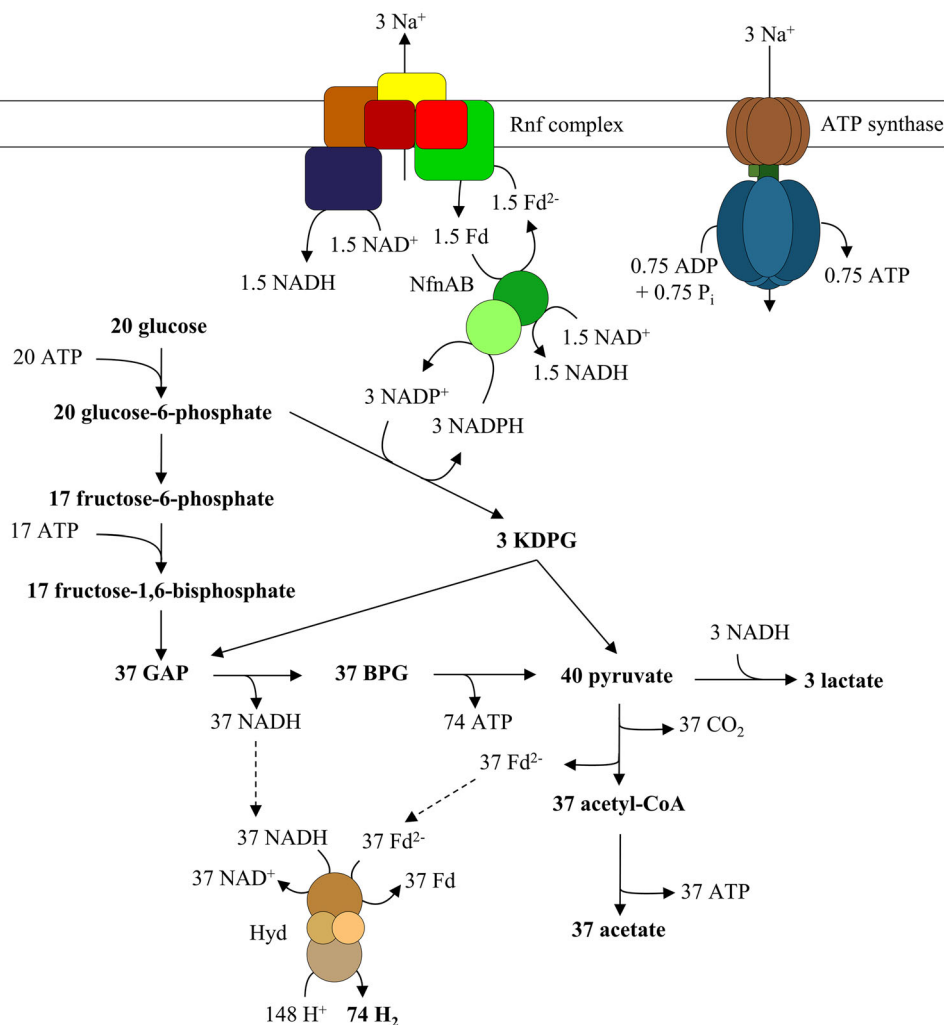 3 Na⁺
3 Na⁺
Rnf complex
ATP synthase
1.5 Fd²⁻
1.5 Fd
1.5 NAD⁺
1.5 NADH
NfnAB
0.75 ADP
+ 0.75 Pᵢ
0.75 ATP
20 glucose
1.5 NAD⁺
20 ATP
1.5 NADH
3 NADP⁺
20 glucose-6-phosphate
3 NADPH
17 fructose-6-phosphate
17 ATP
3 KDPG
17 fructose-1,6-bisphosphate
3 NADH
37 GAP
37 BPG
40 pyruvate
3 lactate
37 NADH
74 ATP
37 CO₂
37 Fd²⁻
37 acetyl-CoA
37 NADH
37 Fd²⁻
37 NAD⁺
37 Fd
37 ATP
Hyd
37 acetate
148 H⁺
74 H₂